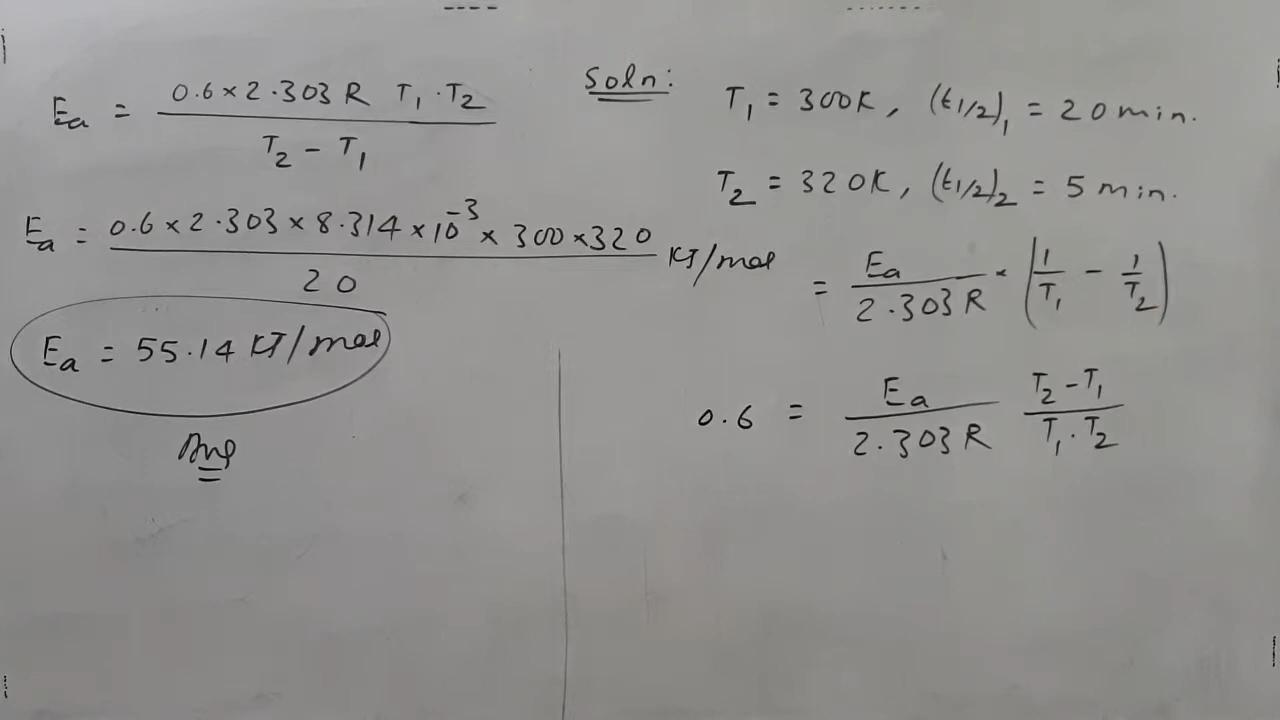 Soln:
T₁ = 300K, (t1/2)₁ = 20 min.
T₂ = 320K, (t1/2)₂ = 5 min.
= Ea / 2.303 R × (1/T₁ - 1/T₂)
0.6 = Ea / 2.303 R T₂-T₁ / T₁.T₂
Ea = 0.6 × 2.303 R T₁.T₂ / T₂ - T₁
Ea = 0.6 × 2.303 × 8.314 × 10⁻³ × 300 × 320 / 20 KJ/mol
Ea = 55.14 KJ/mol
Ans